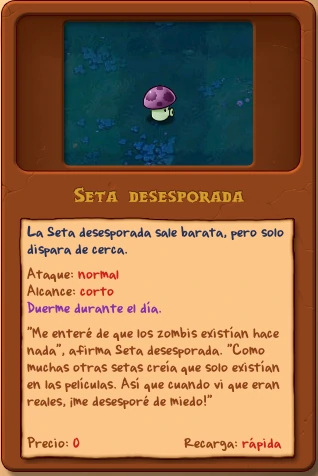 Seta desesporada
La Seta desesporada sale barata, pero solo
dispara de cerca.
Ataque: normal
Alcance: corto
Duerme durante el día.
"Me enteré de que los zombis existían hace
nada", afirma Seta desesporada. "Como
muchas otras setas creía que solo existían
en las películas. Así que cuando vi que eran
reales, ¡me desesporé de miedo!"
Precio: 0 Recarga: rápida